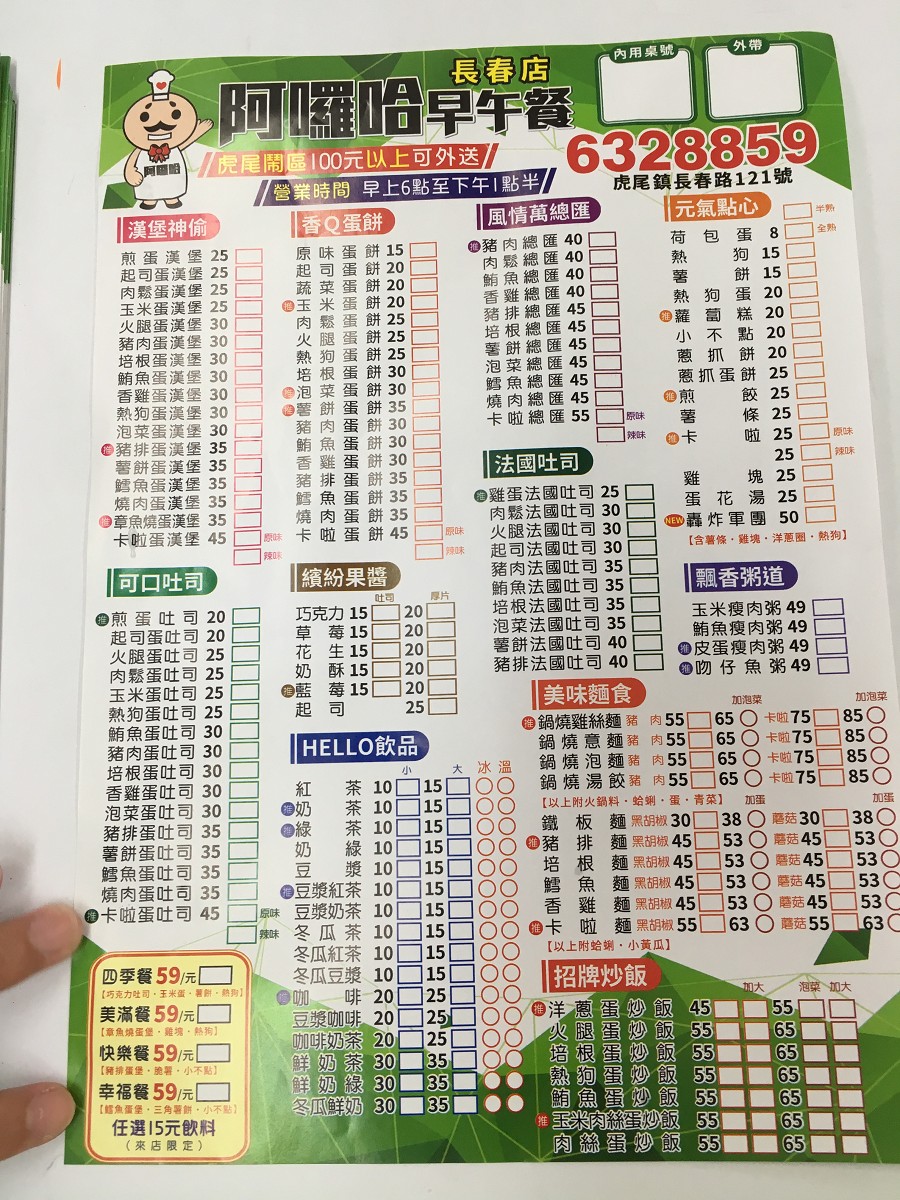 長春店
阿囉哈早午餐
內用桌號
外帶
虎尾鬧區100元以上可外送
6328859
營業時間 早上6點至下午1點半
虎尾鎮長春路121號
阿囉哈
漢堡神偷
煎蛋漢堡 25
起司蛋漢堡 25
肉鬆蛋漢堡 25
玉米蛋漢堡 25
火腿蛋漢堡 30
豬肉蛋漢堡 30
培根蛋漢堡 30
鮪魚蛋漢堡 30
香雞蛋漢堡 30
熱狗蛋漢堡 30
泡菜蛋漢堡 30
推 豬排蛋漢堡 35
薯餅蛋漢堡 35
鱈魚蛋漢堡 35
燒肉蛋漢堡 35
推 章魚燒蛋漢堡 35
卡啦蛋漢堡 45 原味
辣味
香Q蛋餅
原味蛋餅 15
起司蛋餅 20
蔬菜蛋餅 20
推 玉米蛋餅 20
肉鬆蛋餅 25
火腿蛋餅 25
熱狗蛋餅 25
培根蛋餅 30
推 泡菜蛋餅 30
推 薯餅蛋餅 35
豬肉蛋餅 30
鮪魚蛋餅 30
香雞蛋餅 30
豬排蛋餅 35
鱈魚蛋餅 35
燒肉蛋餅 35
卡啦蛋餅 45 原味
辣味
風情萬總匯
推 豬肉總匯 40
肉鬆總匯 40
鮪魚總匯 40
香雞總匯 40
豬排總匯 45
培根總匯 45
薯餅總匯 45
泡菜總匯 45
鱈魚總匯 45
燒肉總匯 45
卡啦總匯 55 原味
辣味
元氣點心
半熟
荷包蛋 8 全熟
熱狗 15
薯餅 15
熱狗蛋 20
推 蘿蔔糕 20
小不點 20
蔥抓餅 20
蔥抓蛋餅 25
推 煎餃 25
薯條 25
推 卡啦 25 原味
25 辣味
雞塊 25
蛋花湯 25
NEW 轟炸軍團 50
【含薯條・雞塊・洋蔥圈・熱狗】
法國吐司
推 雞蛋法國吐司 25
肉鬆法國吐司 30
火腿法國吐司 30
起司法國吐司 30
豬肉法國吐司 35
鮪魚法國吐司 35
培根法國吐司 35
泡菜法國吐司 35
薯餅法國吐司 40
豬排法國吐司 40
飄香粥道
玉米瘦肉粥 49
鮪魚瘦肉粥 49
推 皮蛋瘦肉粥 49
推 吻仔魚粥 49
可口吐司
推 煎蛋吐司 20
起司蛋吐司 20
火腿蛋吐司 25
肉鬆蛋吐司 25
玉米蛋吐司 25
熱狗蛋吐司 25
鮪魚蛋吐司 30
豬肉蛋吐司 30
培根蛋吐司 30
香雞蛋吐司 30
泡菜蛋吐司 30
豬排蛋吐司 35
薯餅蛋吐司 35
鱈魚蛋吐司 35
燒肉蛋吐司 35
推 卡啦蛋吐司 45 原味
辣味
繽紛果醬
吐司 厚片
巧克力 15 20
草莓 15 20
花生 15 20
奶酥 15 20
推 藍莓 15 20
起司 25
HELLO飲品
小 大 冰 溫
紅茶 10 15
推 奶茶 10 15
推 綠茶 10 15
奶綠 10 15
豆漿 10 15
推 豆漿紅茶 10 15
豆漿奶茶 10 15
冬瓜茶 10 15
冬瓜紅茶 10 15
冬瓜豆漿 10 15
推 咖啡 20 25
豆漿咖啡 20 25
咖啡奶茶 20 25
鮮奶茶 30 35
鮮奶綠 30 35
冬瓜鮮奶 30 35
美味麵食
加泡菜 加泡菜
推 鍋燒雞絲麵 豬肉 55 65 卡啦 75 85
鍋燒意麵 豬肉 55 65 卡啦 75 85
鍋燒泡麵 豬肉 55 65 卡啦 75 85
鍋燒湯餃 豬肉 55 65 卡啦 75 85
【以上附火鍋料・蛤蜊・蛋・青菜】 加蛋 加蛋
鐵板麵 黑胡椒 30 38 蘑菇 30 38
推 豬排麵 黑胡椒 45 53 蘑菇 45 53
培根麵 黑胡椒 45 53 蘑菇 45 53
鱈魚麵 黑胡椒 45 53 蘑菇 45 53
香雞麵 黑胡椒 45 53 蘑菇 45 53
推 卡啦麵 黑胡椒 55 63 蘑菇 55 63
【以上附蛤蜊・小黃瓜】
招牌炒飯
加大 泡菜 加大
推 洋蔥蛋炒飯 45 55
火腿蛋炒飯 55 65
培根蛋炒飯 55 65
熱狗蛋炒飯 55 65
鮪魚蛋炒飯 55 65
推 玉米肉絲蛋炒飯 55 65
肉絲蛋炒飯 55 65
四季餐 59/元
【巧克力吐司・玉米蛋・薯餅・熱狗】
美滿餐 59/元
【章魚燒蛋堡・雞塊・熱狗】
快樂餐 59/元
【豬排蛋堡・脆薯・小不點】
幸福餐 59/元
【鱈魚蛋堡・三角薯餅・小不點】
任選15元飲料
(來店限定)